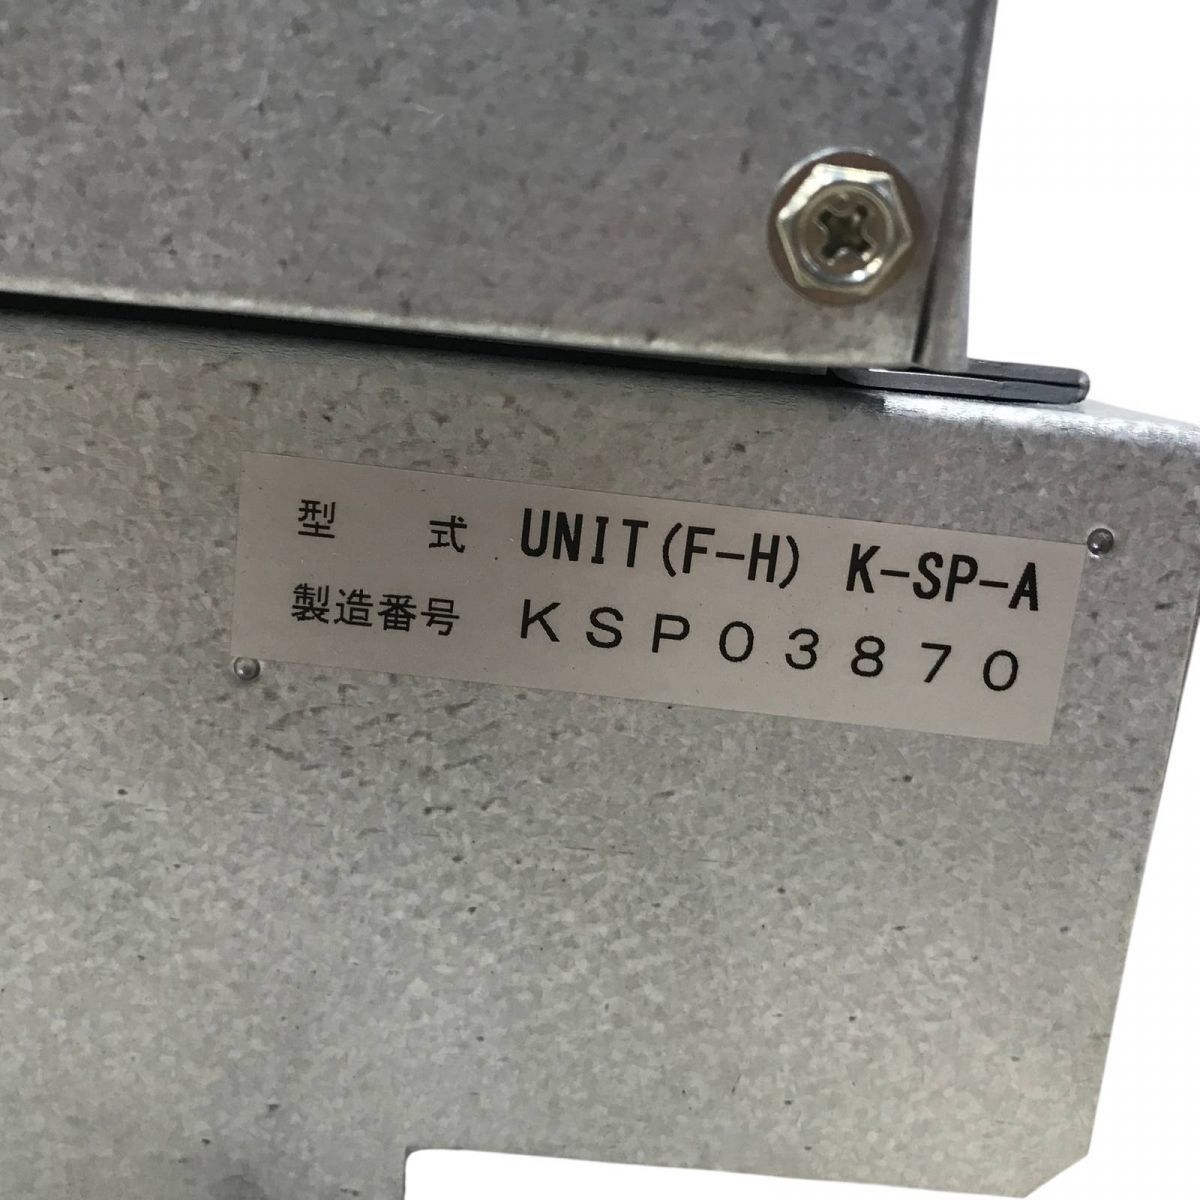 型 式 UNIT(F-H) K-SP-A
製造番号 KSP03870